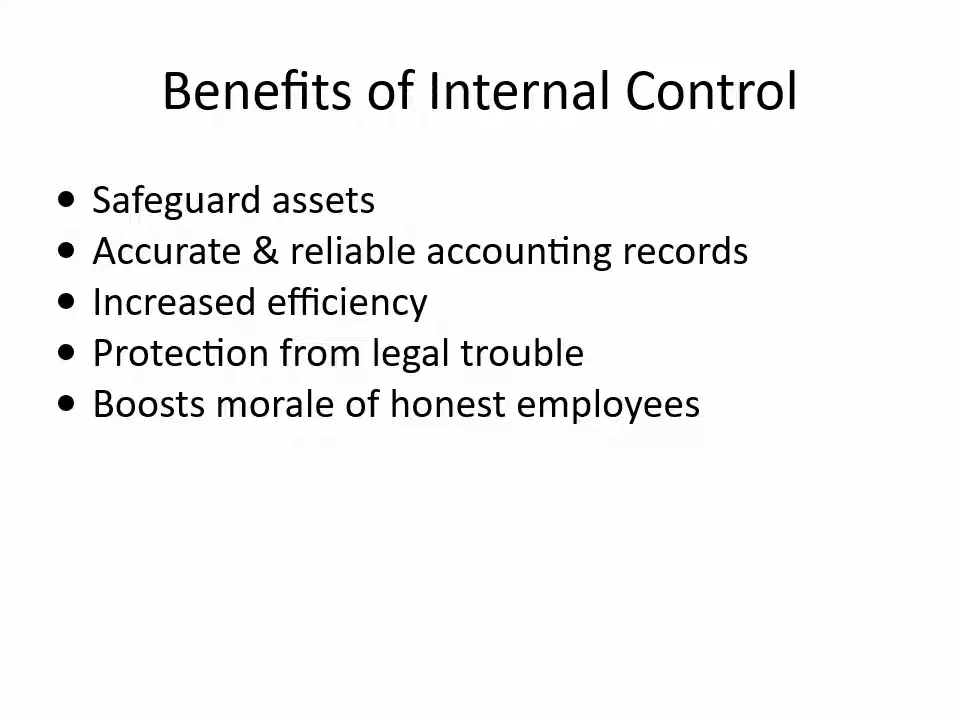 Benefits of Internal Control
• Safeguard assets
• Accurate & reliable accounting records
• Increased efficiency
• Protection from legal trouble
• Boosts morale of honest employees